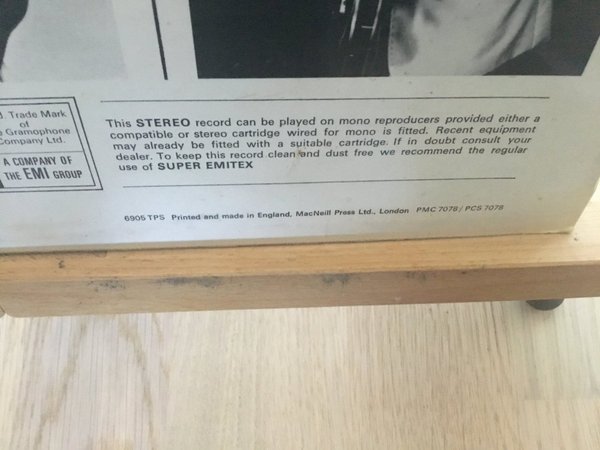 Trade Mark
of
Gramophone
Company Ltd.
A COMPANY OF
THE EMI GROUP
This STEREO record can be played on mono reproducers provided either a
compatible or stereo cartridge wired for mono is fitted. Recent equipment
may already be fitted with a suitable cartridge. If in doubt consult your
dealer. To keep this record clean and dust free we recommend the regular
use of SUPER EMITEX
6905 TPS Printed and made in England, MacNeill Press Ltd., London PMC 7078 / PCS 7078